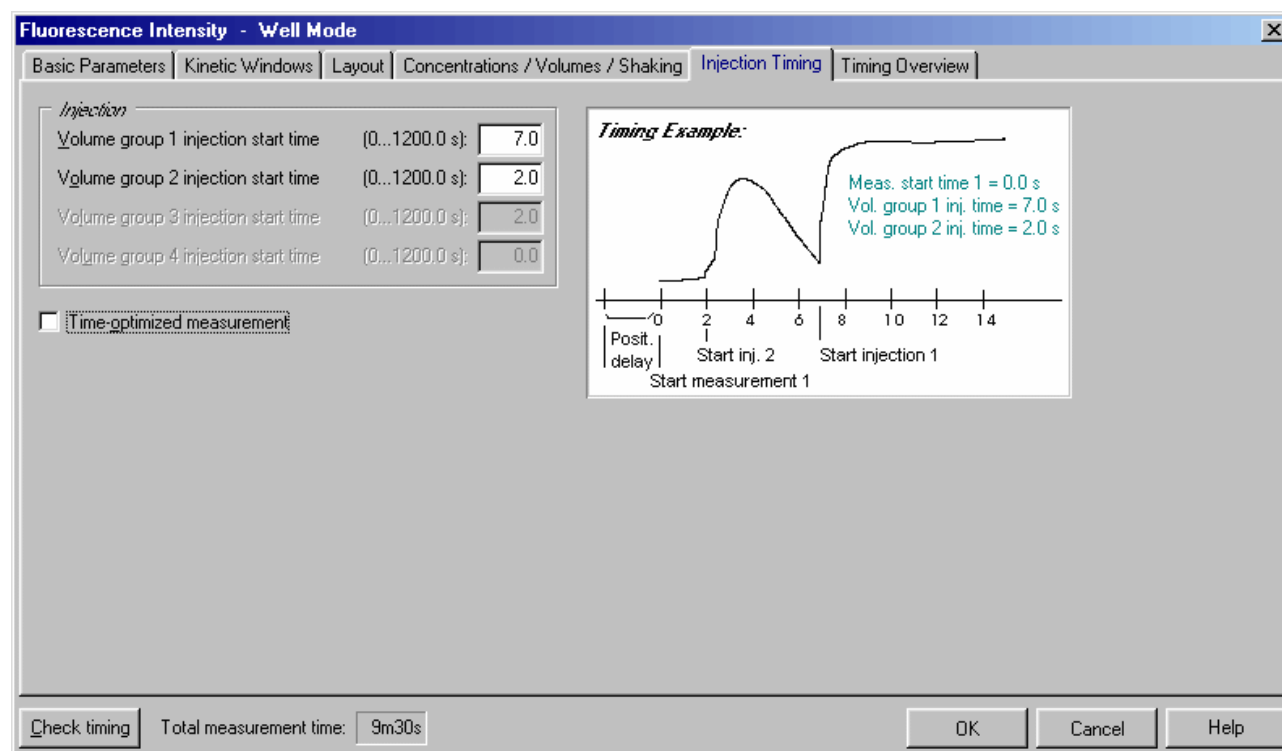 Fluorescence Intensity - Well Mode
Basic Parameters Kinetic Windows Layout Concentrations / Volumes / Shaking Injection Timing Timing Overview
Injection
Volume group 1 injection start time (0...1200.0 s): 7.0
Volume group 2 injection start time (0...1200.0 s): 2.0
Volume group 3 injection start time (0...1200.0 s): 2.0
Volume group 4 injection start time (0...1200.0 s): 0.0
Time-optimized measurement
Timing Example:
Meas. start time 1 = 0.0 s
Vol. group 1 inj. time = 7.0 s
Vol. group 2 inj. time = 2.0 s
0 2 4 6 8 10 12 14
Posit.
delay
Start inj. 2 Start injection 1
Start measurement 1
Check timing Total measurement time: 9m30s OK Cancel Help